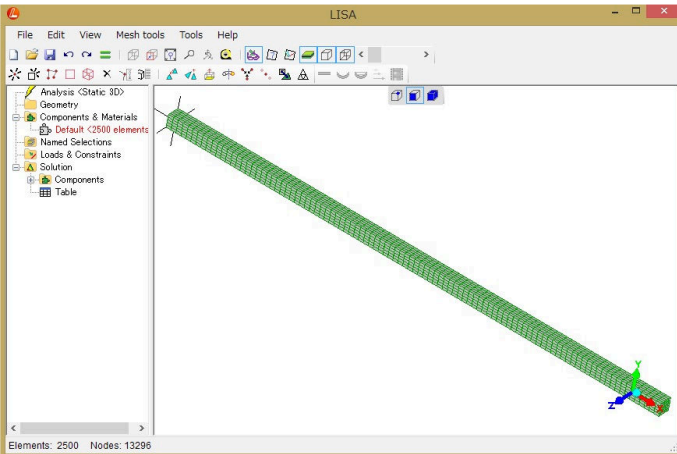 LISA
File Edit View Mesh tools Tools Help
Analysis <Static 3D>
Geometry
Components & Materials
Default <2500 elements
Named Selections
Loads & Constraints
Solution
Components
Table
Y
Z X
Elements: 2500 Nodes: 13296